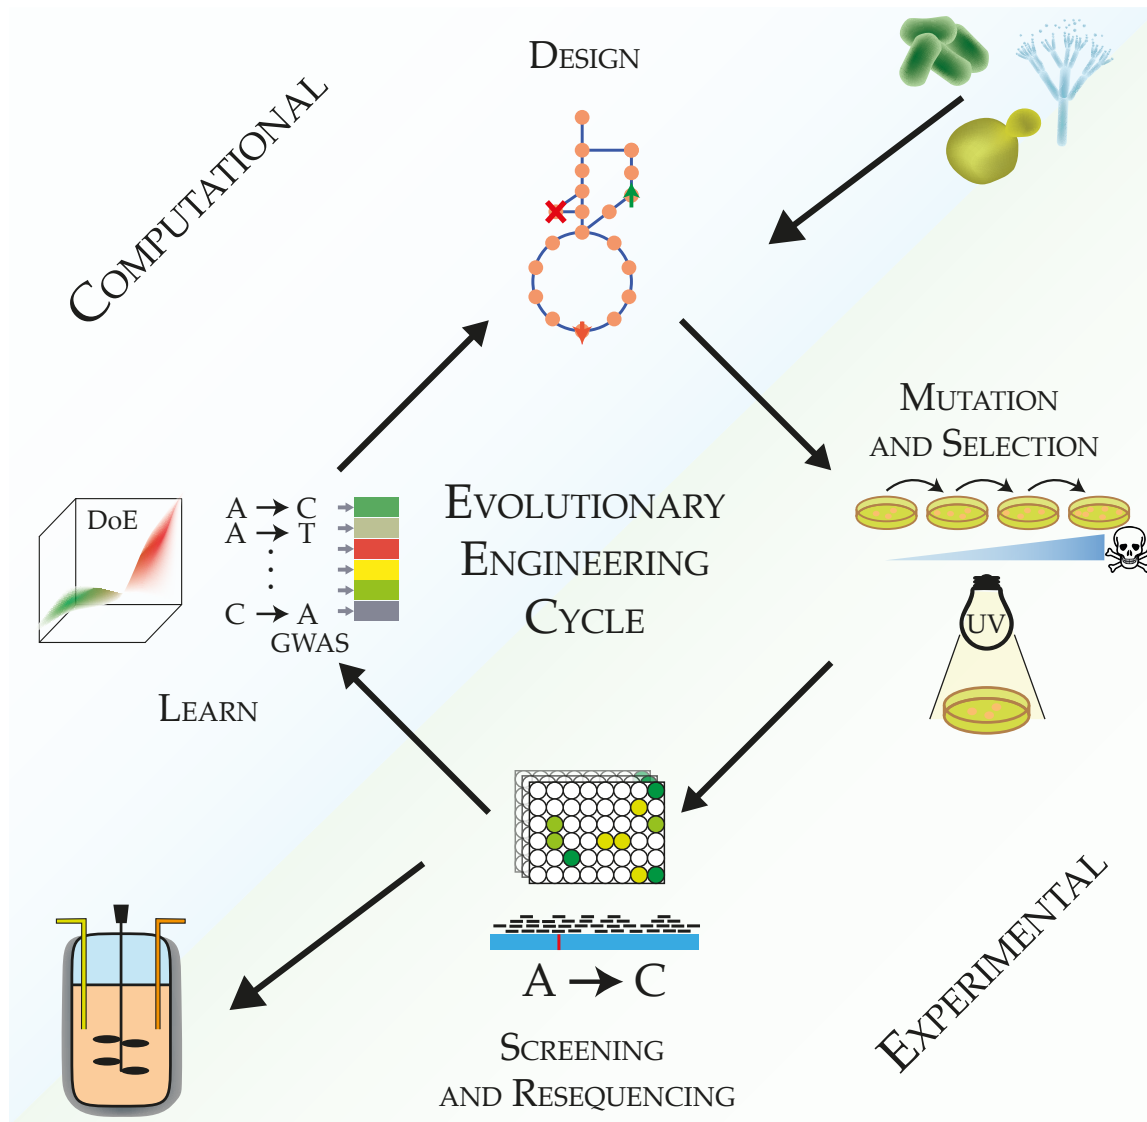 Design
Computational
Mutation
and Selection
DoE
A → C
A → T
C → A
GWAS
Evolutionary
Engineering
Cycle
UV
Learn
A → C
Experimental
Screening
and Resequencing